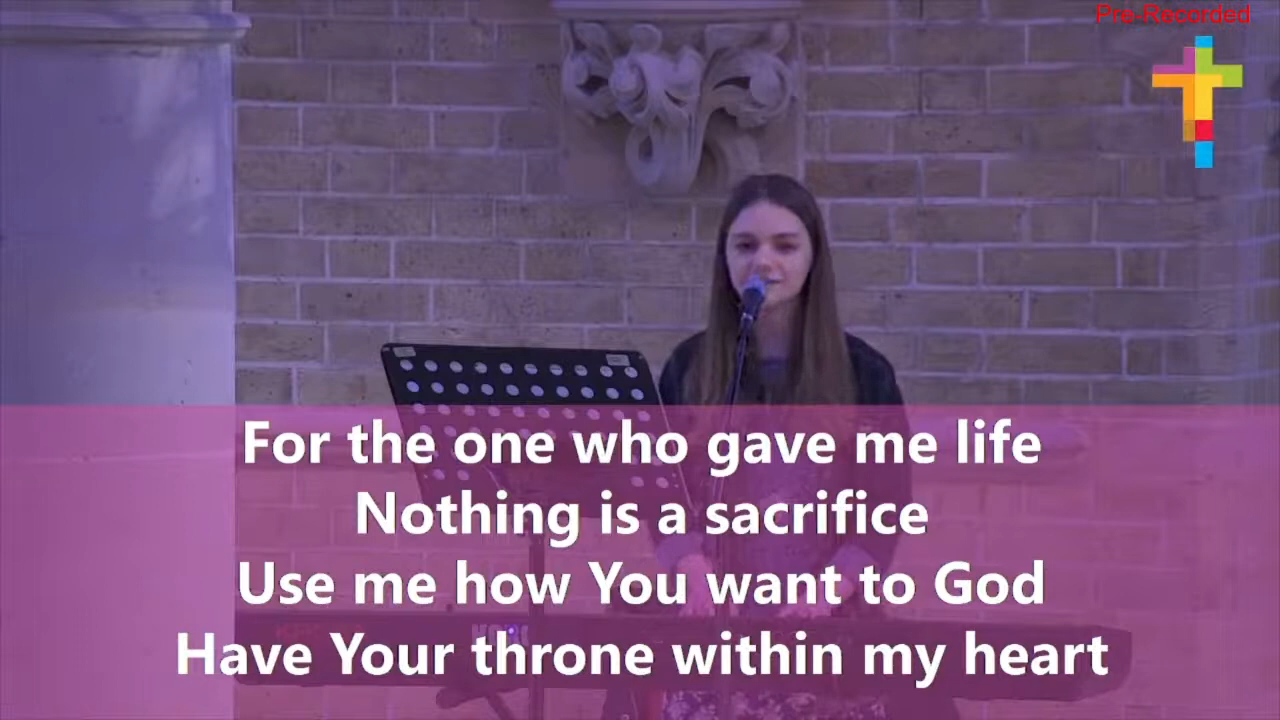 Pre-Recorded
For the one who gave me life
Nothing is a sacrifice
Use me how You want to God
Have Your throne within my heart